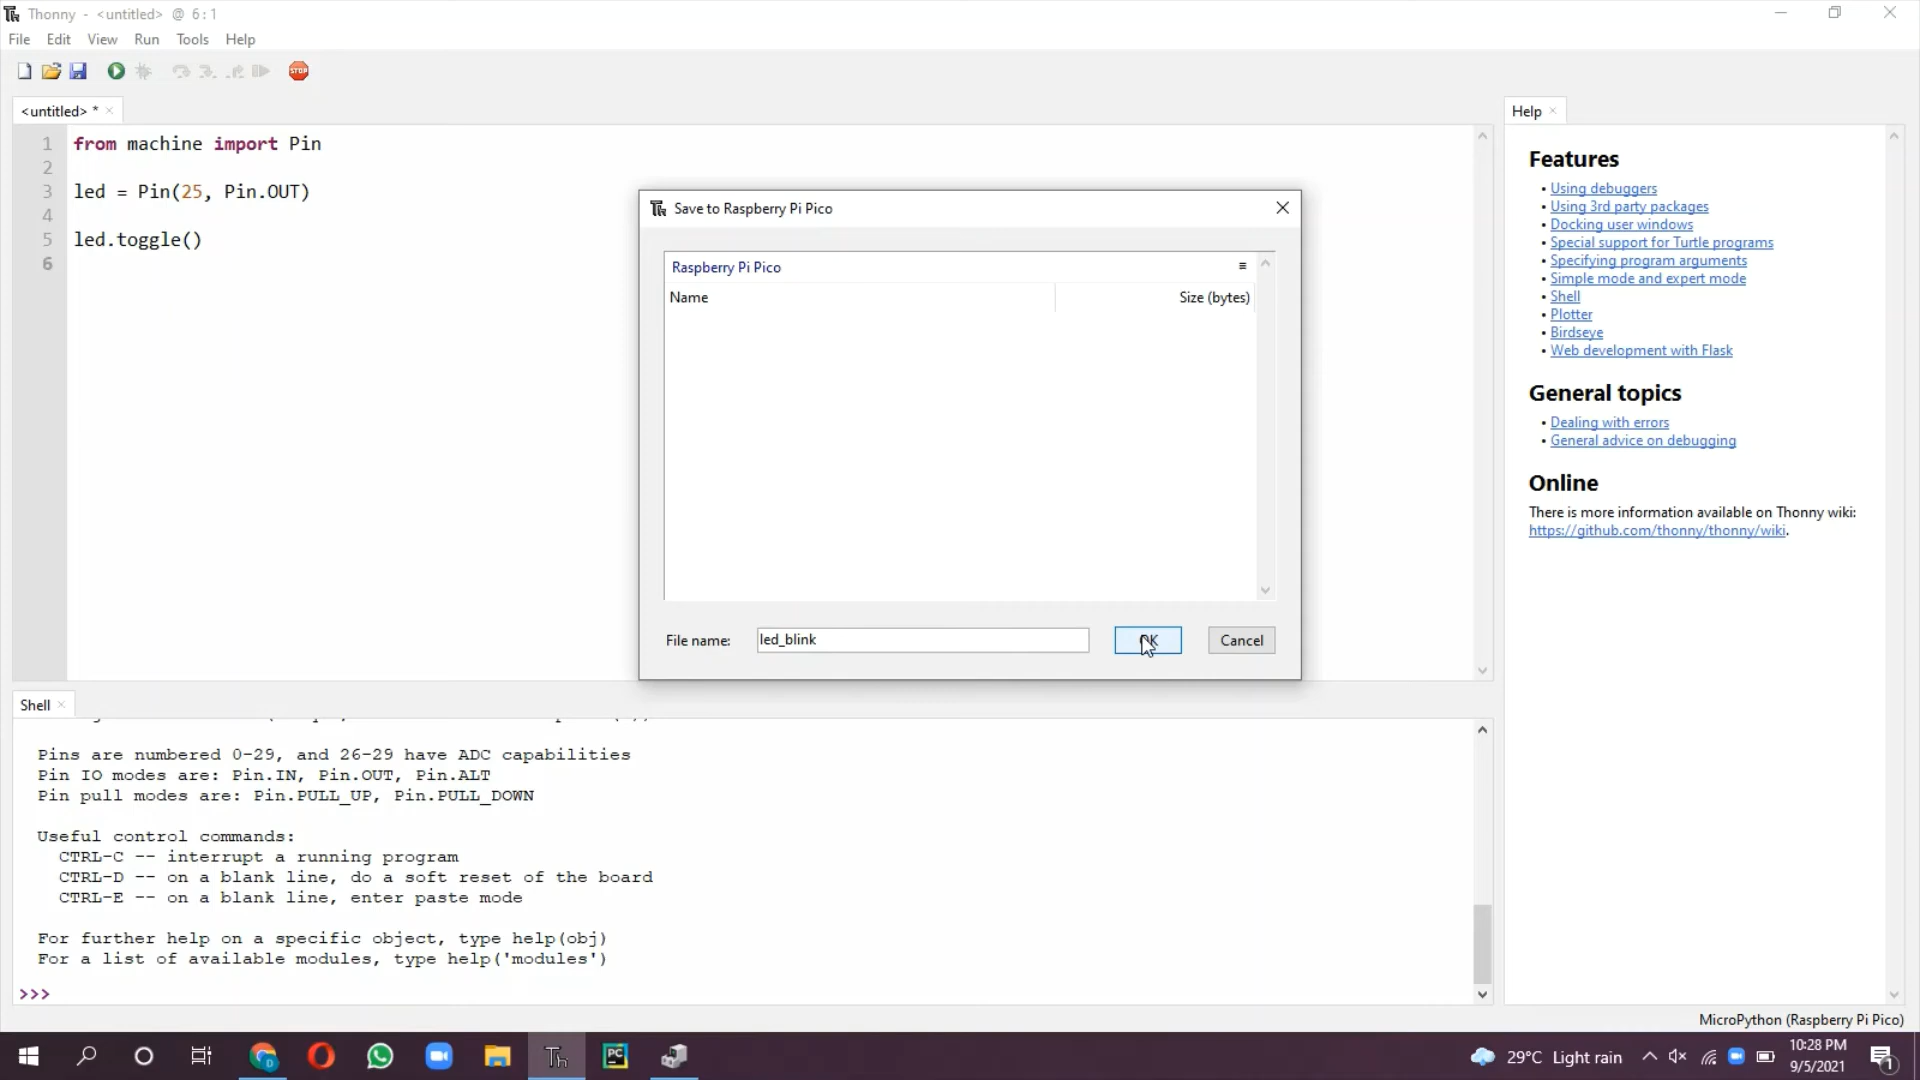 Thonny - <untitled> @ 6:1
File Edit View Run Tools Help
STOP
<untitled> *
1 from machine import Pin
2
3 led = Pin(25, Pin.OUT)
4
5 led.toggle()
6
Save to Raspberry Pi Pico
Raspberry Pi Pico
Name Size (bytes)
File name: led_blink OK Cancel
Shell
Pins are numbered 0-29, and 26-29 have ADC capabilities
Pin IO modes are: Pin.IN, Pin.OUT, Pin.ALT
Pin pull modes are: Pin.PULL_UP, Pin.PULL_DOWN
Useful control commands:
CTRL-C -- interrupt a running program
CTRL-D -- on a blank line, do a soft reset of the board
CTRL-E -- on a blank line, enter paste mode
For further help on a specific object, type help(obj)
For a list of available modules, type help('modules')
>>>
Help
Features
• Using debuggers
• Using 3rd party packages
• Docking user windows
• Special support for Turtle programs
• Specifying program arguments
• Simple mode and expert mode
• Shell
• Plotter
• Birdseye
• Web development with Flask
General topics
• Dealing with errors
• General advice on debugging
Online
There is more information available on Thonny wiki:
https://github.com/thonny/thonny/wiki.
MicroPython (Raspberry Pi Pico)
29°C Light rain
10:28 PM
9/5/2021
1